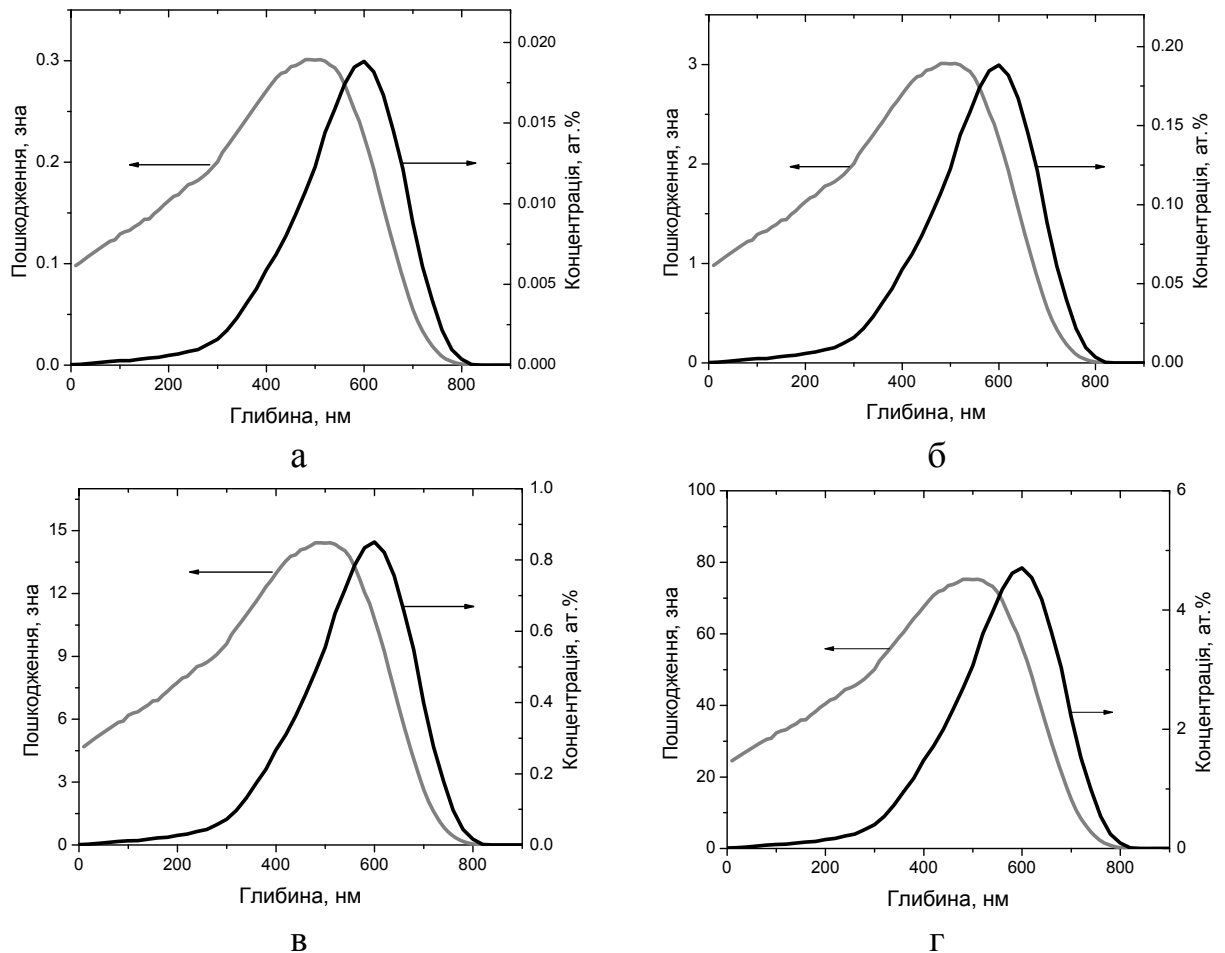 0.3
0.2
0.1
0.0
Пошкодження, зна
0.020
0.015
0.010
0.005
0.000
Концентрація, ат.%
0 200 400 600 800
Глибина, нм
а
3
2
1
0
Пошкодження, зна
0.20
0.15
0.10
0.05
0.00
Концентрація, ат.%
0 200 400 600 800
Глибина, нм
б
15
12
9
6
3
0
Пошкодження, зна
1.0
0.8
0.6
0.4
0.2
0.0
Концентрація, ат.%
0 200 400 600 800
Глибина, нм
в
100
80
60
40
20
0
Пошкодження, зна
6
4
2
0
Концентрація, ат.%
0 200 400 600 800
Глибина, нм
г